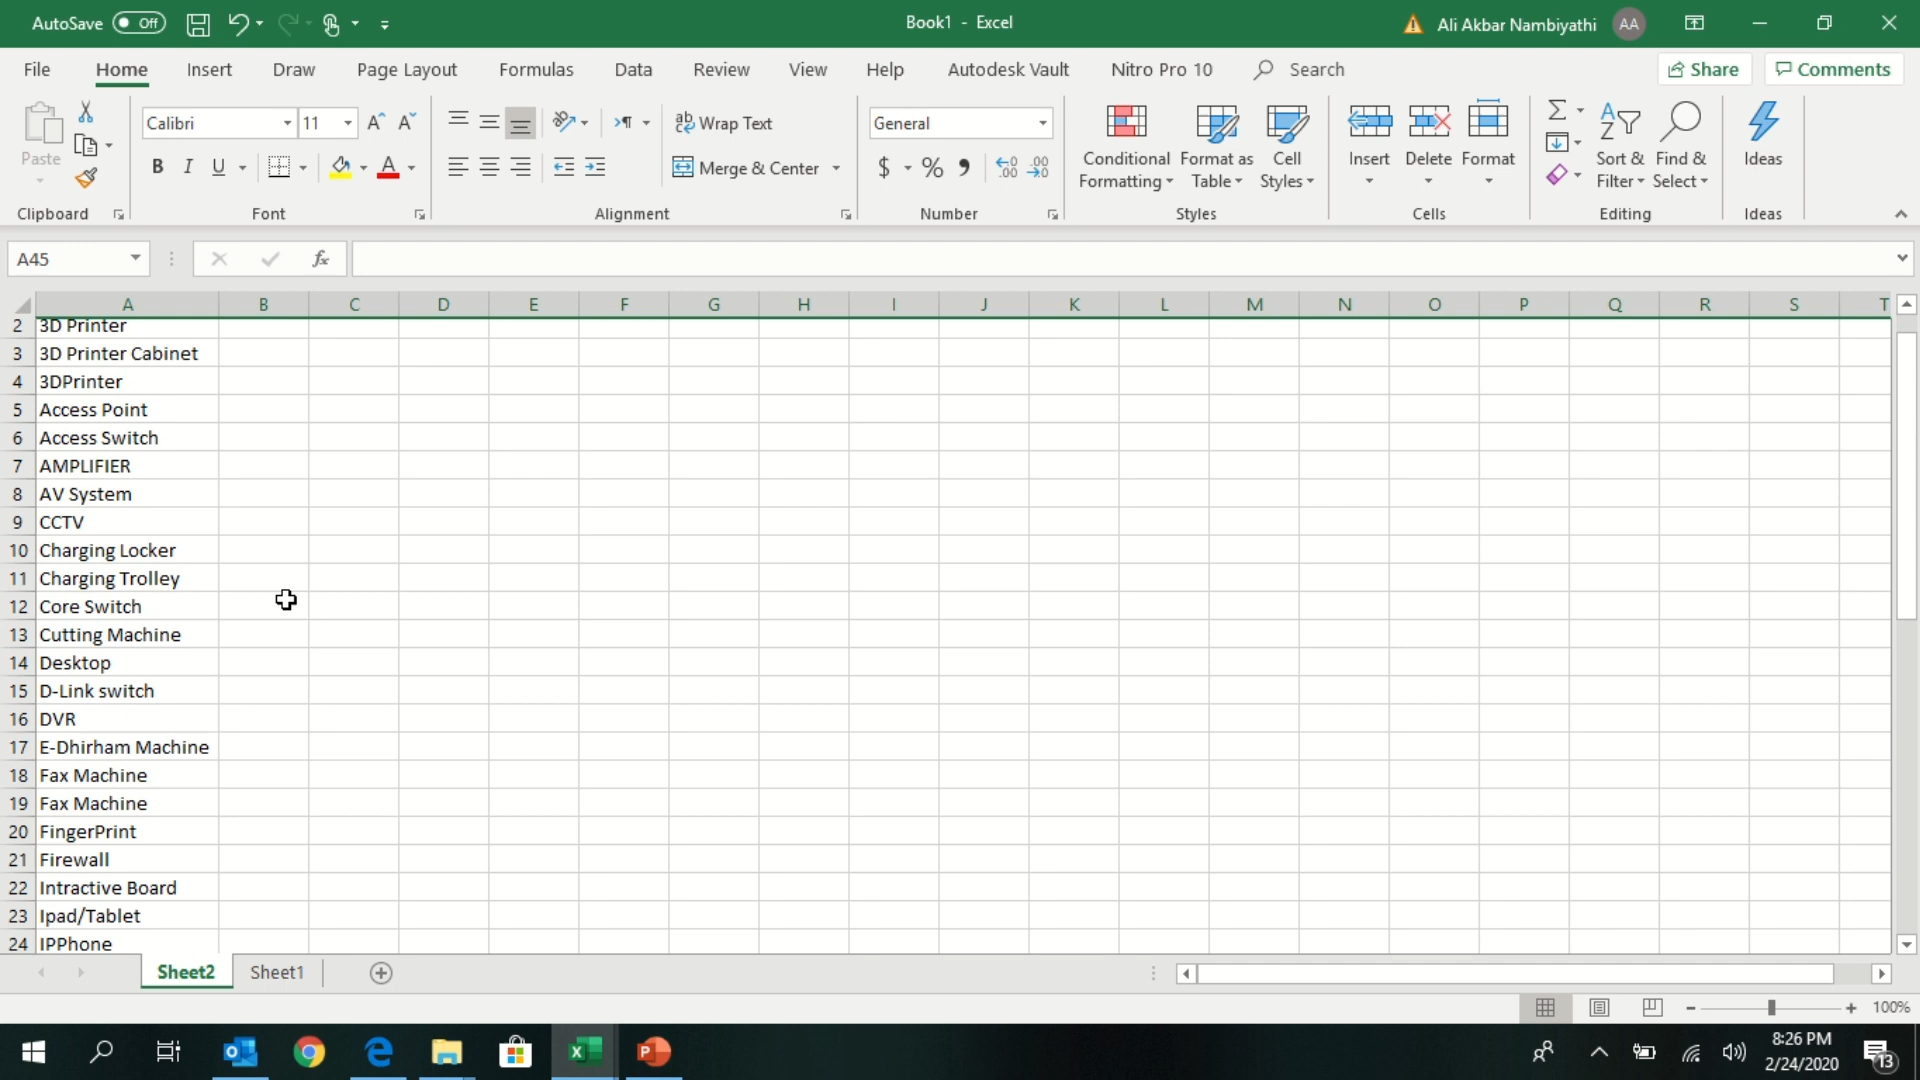 AutoSave Off
Book1 - Excel
Ali Akbar Nambiyathi AA
File Home Insert Draw Page Layout Formulas Data Review View Help Autodesk Vault Nitro Pro 10 Search Share Comments
Paste
Calibri 11
B I U A
Wrap Text
Merge & Center
General
$ % 9
Conditional Formatting
Format as Table
Cell Styles
Insert Delete Format
Sort & Filter
Find & Select
Ideas
Clipboard Font Alignment Number Styles Cells Editing Ideas
A45 fx
A B C D E F G H I J K L M N O P Q R S T
2 3D Printer
3 3D Printer Cabinet
4 3DPrinter
5 Access Point
6 Access Switch
7 AMPLIFIER
8 AV System
9 CCTV
10 Charging Locker
11 Charging Trolley
12 Core Switch
13 Cutting Machine
14 Desktop
15 D-Link switch
16 DVR
17 E-Dhirham Machine
18 Fax Machine
19 Fax Machine
20 FingerPrint
21 Firewall
22 Intractive Board
23 Ipad/Tablet
24 IPPhone
Sheet2 Sheet1
100%
8:26 PM
2/24/2020
13